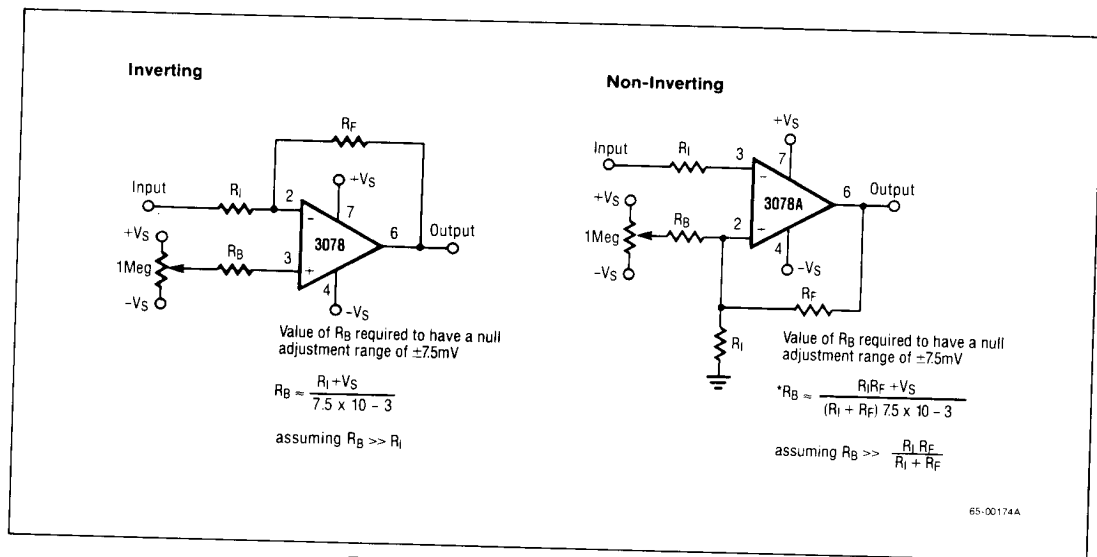 Inverting
RF
+VS
Input
RI
2
−
7
+VS
3078
6
Output
1Meg
RB
3
+
4
−VS
−VS
Value of RB required to have a null
adjustment range of ±7.5mV
RB ≈ RI +VS / 7.5 x 10 − 3
assuming RB >> RI
Non-Inverting
+VS
Input
RI
3
−
7
+VS
3078A
6
Output
1Meg
RB
2
+
4
−VS
−VS
RF
RI
Value of RB required to have a null
adjustment range of ±7.5mV
*RB ≈ RIRF +VS / (RI + RF) 7.5 x 10 − 3
assuming RB >> RI RF / RI + RF
65-00174A